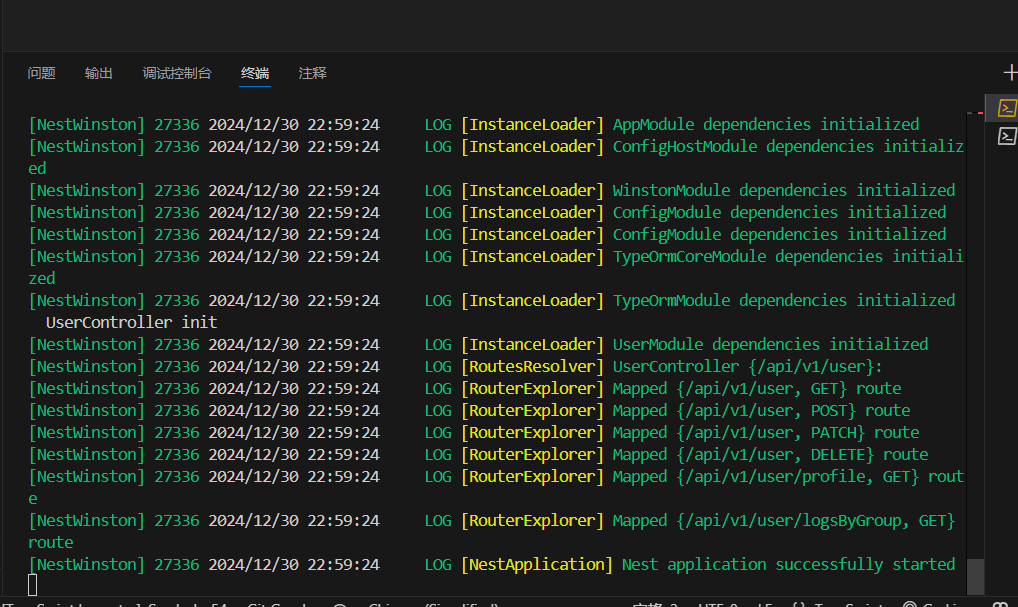 问题 输出 调试控制台 终端 注释
[NestWinston] 27336 2024/12/30 22:59:24 LOG [InstanceLoader] AppModule dependencies initialized
[NestWinston] 27336 2024/12/30 22:59:24 LOG [InstanceLoader] ConfigHostModule dependencies initializ
ed
[NestWinston] 27336 2024/12/30 22:59:24 LOG [InstanceLoader] WinstonModule dependencies initialized
[NestWinston] 27336 2024/12/30 22:59:24 LOG [InstanceLoader] ConfigModule dependencies initialized
[NestWinston] 27336 2024/12/30 22:59:24 LOG [InstanceLoader] ConfigModule dependencies initialized
[NestWinston] 27336 2024/12/30 22:59:24 LOG [InstanceLoader] TypeOrmCoreModule dependencies initiali
zed
[NestWinston] 27336 2024/12/30 22:59:24 LOG [InstanceLoader] TypeOrmModule dependencies initialized
UserController init
[NestWinston] 27336 2024/12/30 22:59:24 LOG [InstanceLoader] UserModule dependencies initialized
[NestWinston] 27336 2024/12/30 22:59:24 LOG [RoutesResolver] UserController {/api/v1/user}:
[NestWinston] 27336 2024/12/30 22:59:24 LOG [RouterExplorer] Mapped {/api/v1/user, GET} route
[NestWinston] 27336 2024/12/30 22:59:24 LOG [RouterExplorer] Mapped {/api/v1/user, POST} route
[NestWinston] 27336 2024/12/30 22:59:24 LOG [RouterExplorer] Mapped {/api/v1/user, PATCH} route
[NestWinston] 27336 2024/12/30 22:59:24 LOG [RouterExplorer] Mapped {/api/v1/user, DELETE} route
[NestWinston] 27336 2024/12/30 22:59:24 LOG [RouterExplorer] Mapped {/api/v1/user/profile, GET} rout
e
[NestWinston] 27336 2024/12/30 22:59:24 LOG [RouterExplorer] Mapped {/api/v1/user/logsByGroup, GET}
route
[NestWinston] 27336 2024/12/30 22:59:24 LOG [NestApplication] Nest application successfully started